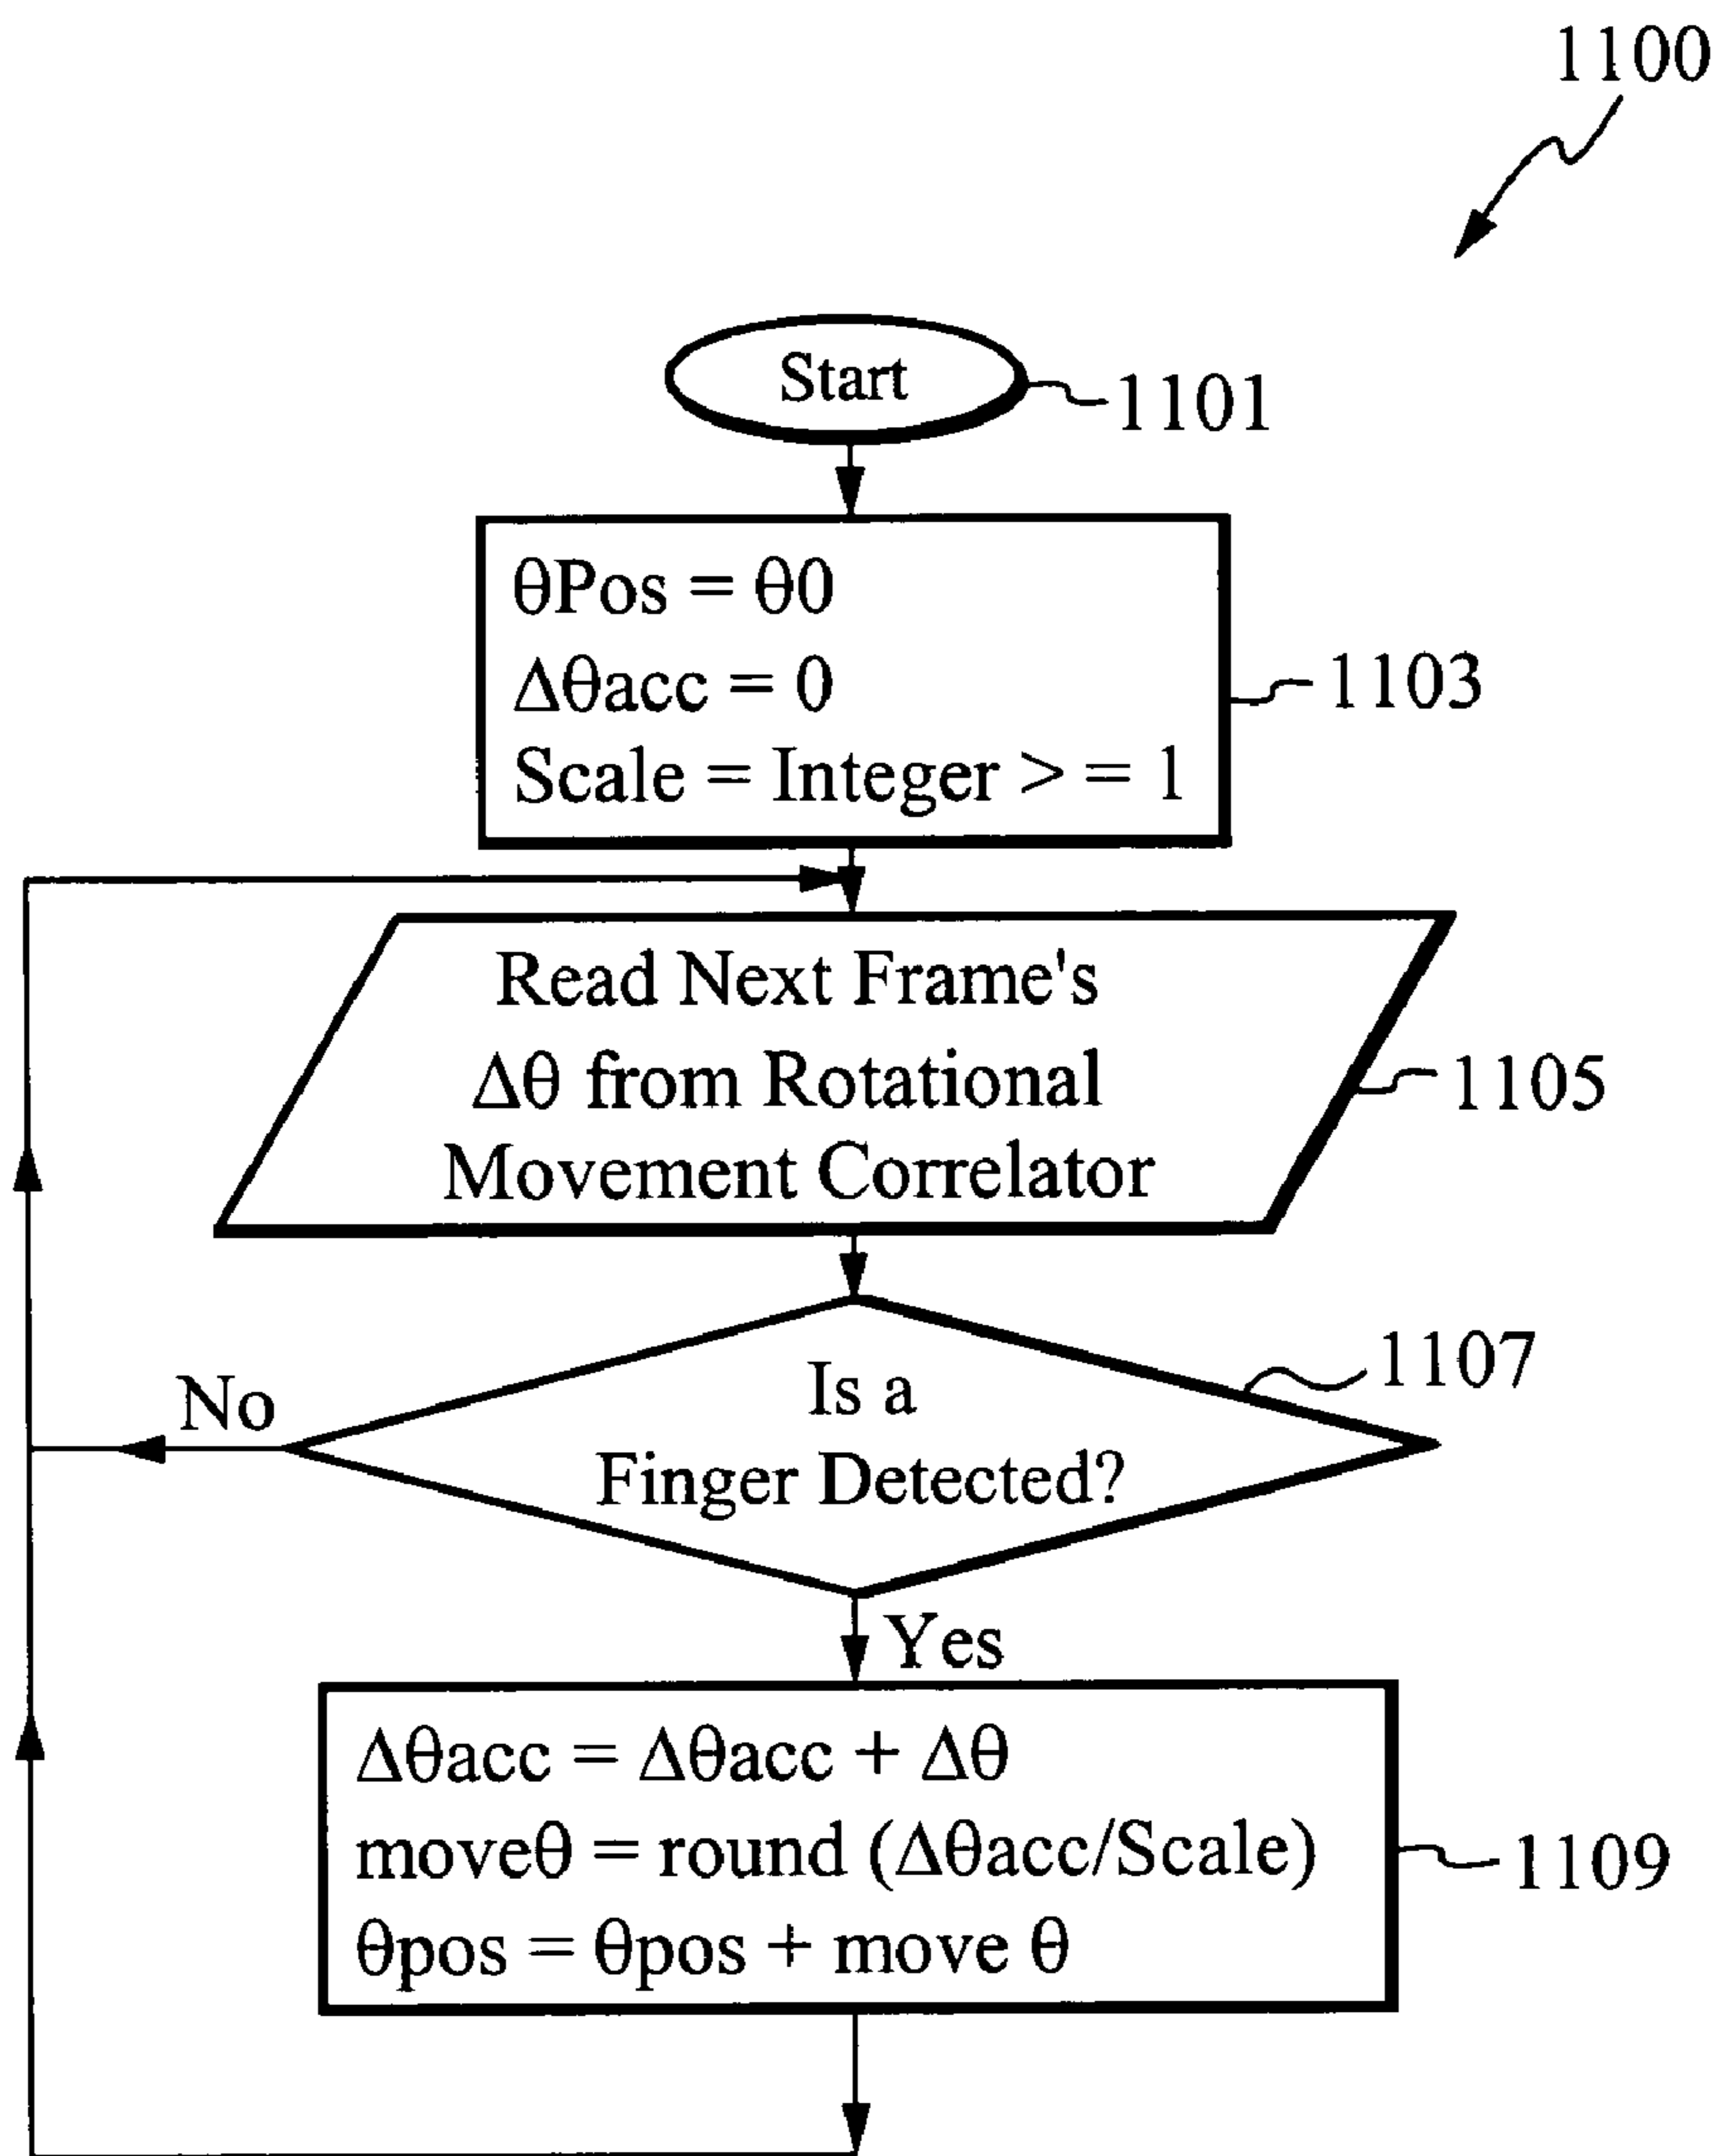 1100
Start
1101
θPos = θ0
Δθacc = 0
Scale = Integer > = 1
1103
Read Next Frame's
Δθ from Rotational
Movement Correlator
1105
Is a
Finger Detected?
1107
No
Yes
Δθacc = Δθacc + Δθ
moveθ = round (Δθacc/Scale)
θpos = θpos + move θ
1109